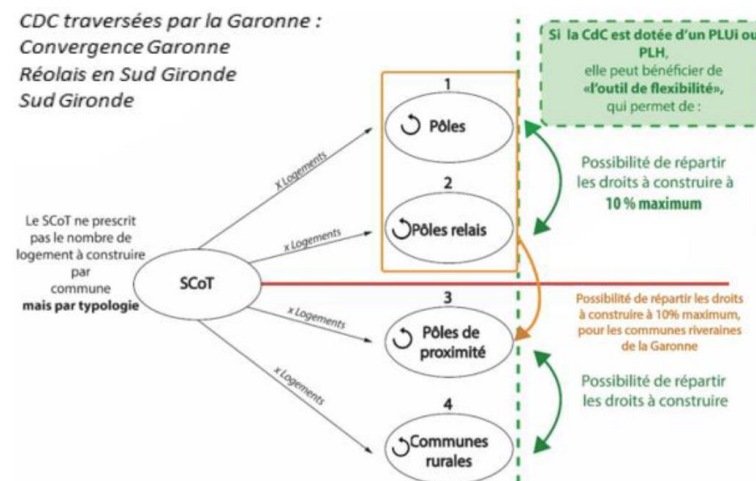 CDC traversées par la Garonne :
Convergence Garonne
Réolais en Sud Gironde
Sud Gironde
Si la CdC est dotée d'un PLUi ou
PLH,
elle peut bénéficier de
«l'outil de flexibilité»,
qui permet de :
1
Pôles
x Logements
Possibilité de répartir
les droits à construire à
10 % maximum
2
Pôles relais
x Logements
Le SCoT ne prescrit
pas le nombre de
logement à construire
par
commune
mais par typologie
SCoT
3
Pôles de
proximité
x Logements
Possibilité de répartir les droits
à construire à 10% maximum,
pour les communes riveraines
de la Garonne
x Logements
Possibilité de répartir
les droits à construire
4
Communes
rurales